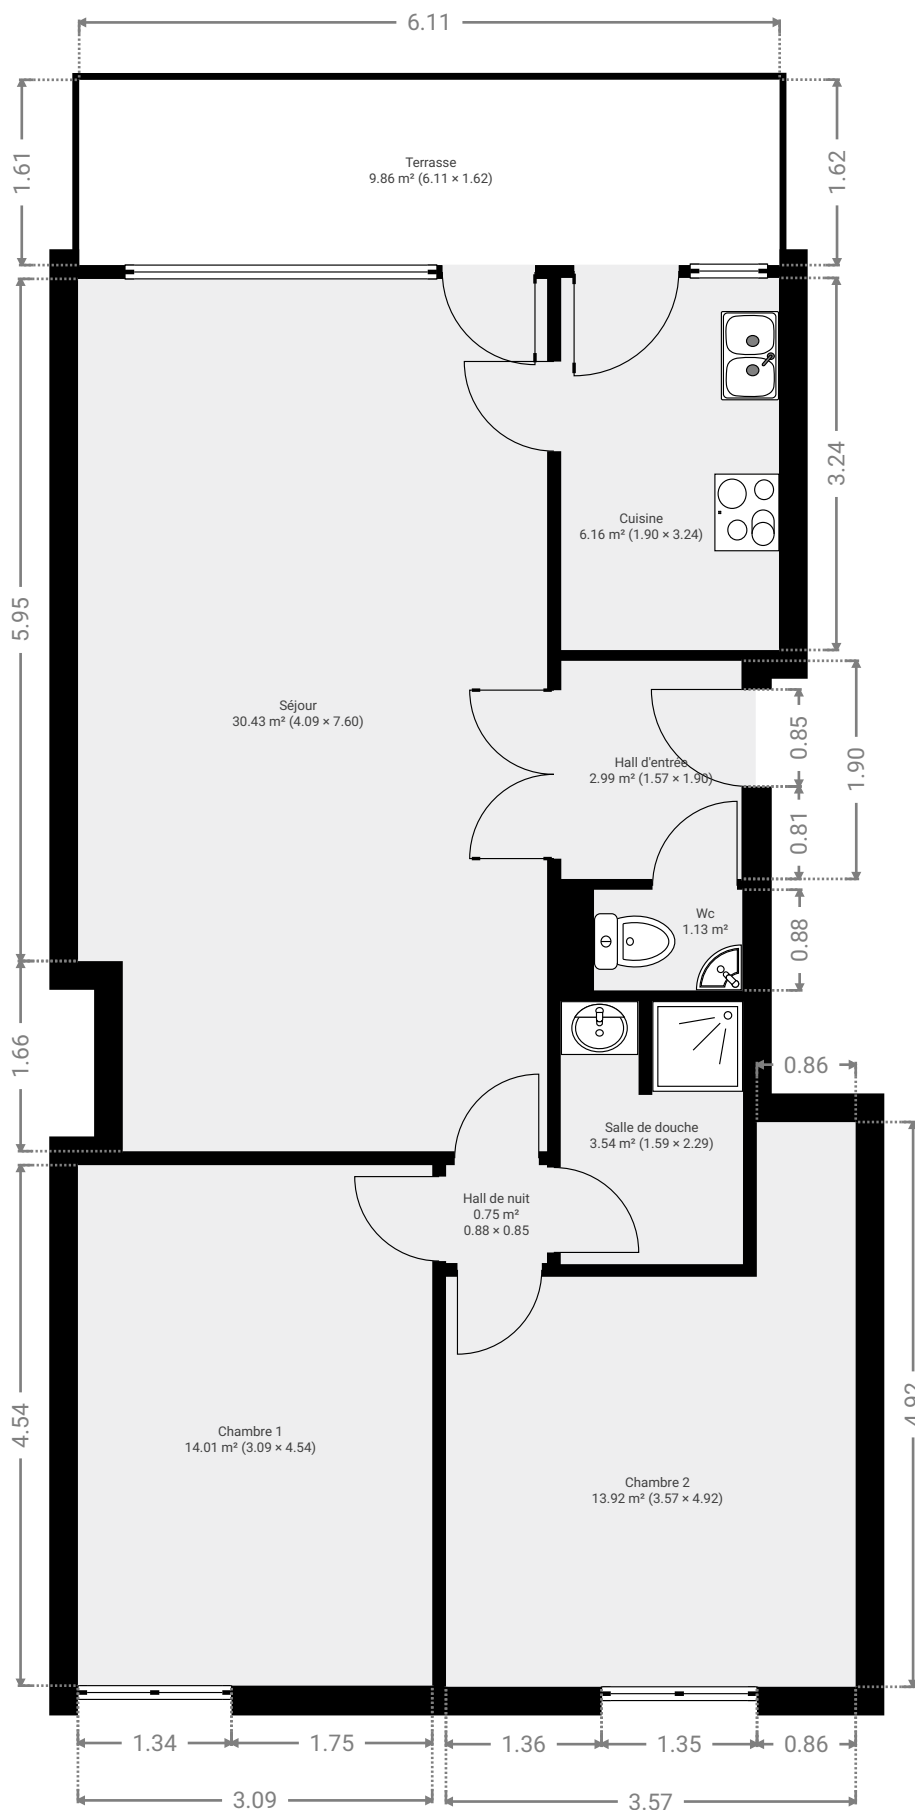 6.11
1.61
1.62
Terrasse
9.86 m² (6.11 × 1.62)
5.95
3.24
Cuisine
6.16 m² (1.90 × 3.24)
Séjour
30.43 m² (4.09 × 7.60)
Hall d'entrée
2.99 m² (1.57 × 1.90)
0.85
1.90
0.81
Wc
1.13 m²
0.88
1.66
0.86
Salle de douche
3.54 m² (1.59 × 2.29)
Hall de nuit
0.75 m²
0.88 × 0.85
4.54
4.92
Chambre 1
14.01 m² (3.09 × 4.54)
Chambre 2
13.92 m² (3.57 × 4.92)
1.34
1.75
1.36
1.35
0.86
3.09
3.57